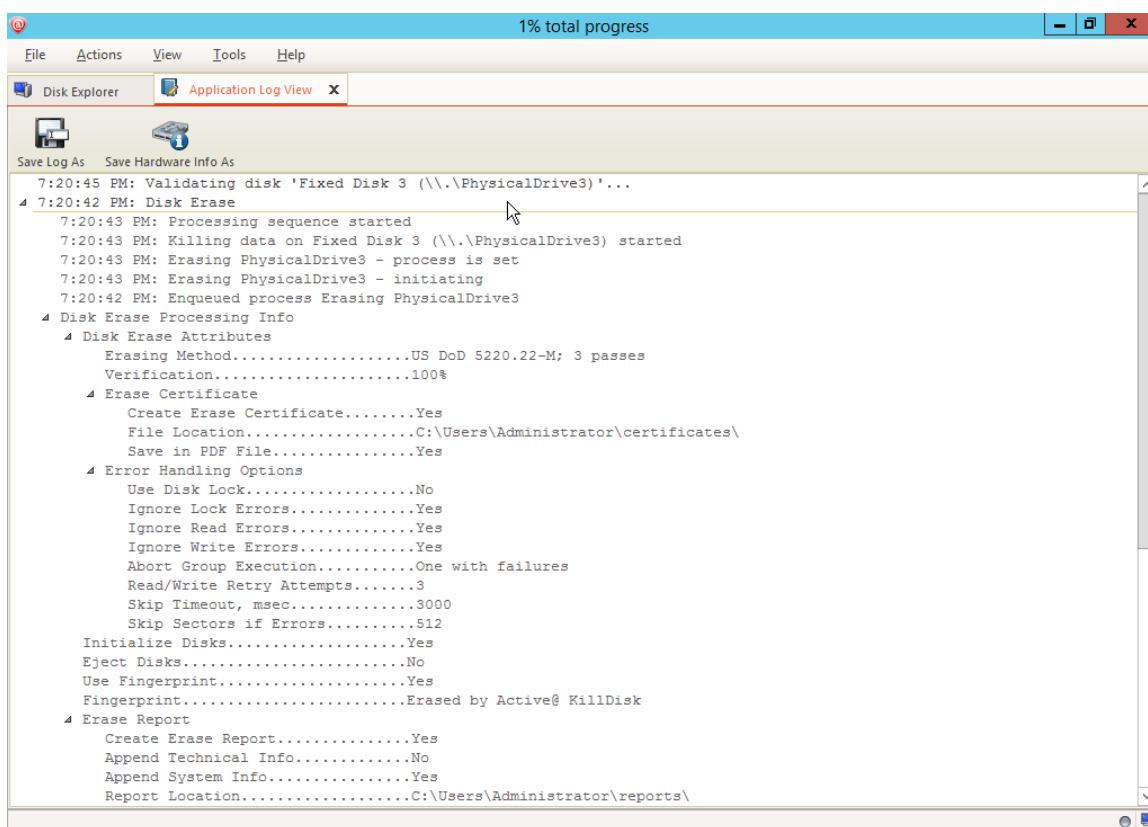 1% total progress
File Actions View Tools Help
Disk Explorer Application Log View X
Save Log As Save Hardware Info As
7:20:45 PM: Validating disk 'Fixed Disk 3 (\\.\PhysicalDrive3)'...
7:20:42 PM: Disk Erase
7:20:43 PM: Processing sequence started
7:20:43 PM: Killing data on Fixed Disk 3 (\\.\PhysicalDrive3) started
7:20:43 PM: Erasing PhysicalDrive3 - process is set
7:20:43 PM: Erasing PhysicalDrive3 - initiating
7:20:42 PM: Enqueued process Erasing PhysicalDrive3
Disk Erase Processing Info
Disk Erase Attributes
Erasing Method....................US DoD 5220.22-M; 3 passes
Verification......................100%
Erase Certificate
Create Erase Certificate........Yes
File Location...................C:\Users\Administrator\certificates\
Save in PDF File................Yes
Error Handling Options
Use Disk Lock...................No
Ignore Lock Errors..............Yes
Ignore Read Errors..............Yes
Ignore Write Errors.............Yes
Abort Group Execution...........One with failures
Read/Write Retry Attempts.......3
Skip Timeout, msec..............3000
Skip Sectors if Errors..........512
Initialize Disks....................Yes
Eject Disks.........................No
Use Fingerprint.....................Yes
Fingerprint.........................Erased by Active@ KillDisk
Erase Report
Create Erase Report...............Yes
Append Technical Info.............No
Append System Info................Yes
Report Location...................C:\Users\Administrator\reports\